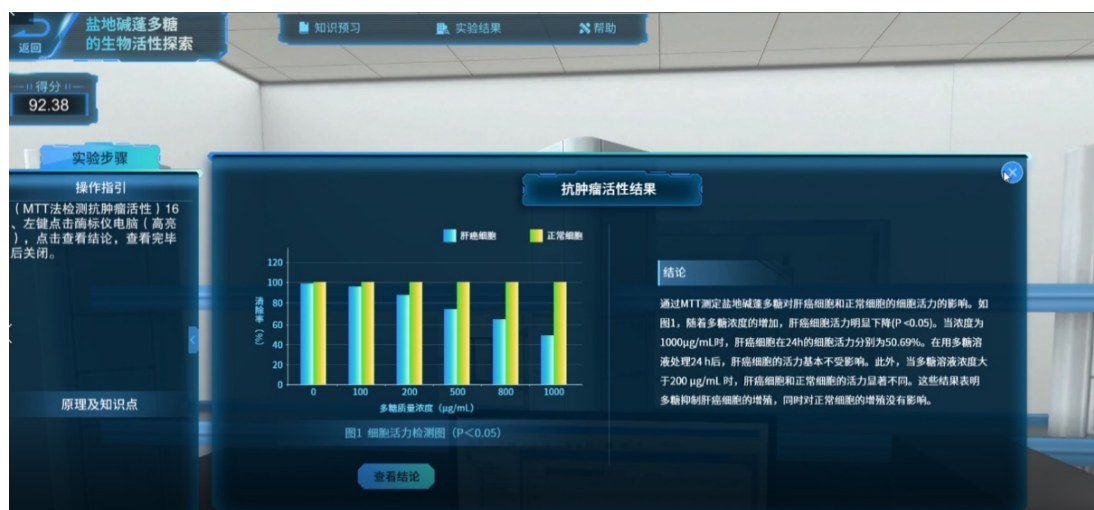 返回
盐地碱蓬多糖
的生物活性探索
知识预习
实验结果
帮助
得分
92.38
实验步骤
操作指引
（MTT法检测抗肿瘤活性）16
、左键点击酶标仪电脑（高亮
），点击查看结论，查看完毕
后关闭。
原理及知识点
抗肿瘤活性结果
肝癌细胞
正常细胞
清除率（%）
120
100
80
60
40
20
0
0 100 200 500 800 1000
多糖质量浓度（μg/mL）
图1 细胞活力检测图（P＜0.05）
查看结论
结论
通过MTT测定盐地碱蓬多糖对肝癌细胞和正常细胞的细胞活力的影响。如
图1，随着多糖浓度的增加，肝癌细胞活力明显下降(P <0.05)。当浓度为
1000μg/mL时，肝癌细胞在24h的细胞活力分别为50.69%。在用多糖溶
液处理24 h后，肝癌细胞的活力基本不受影响。此外，当多糖溶液浓度大
于200 μg/mL 时，肝癌细胞和正常细胞的活力显著不同。这些结果表明
多糖抑制肝癌细胞的增殖，同时对正常细胞的增殖没有影响。